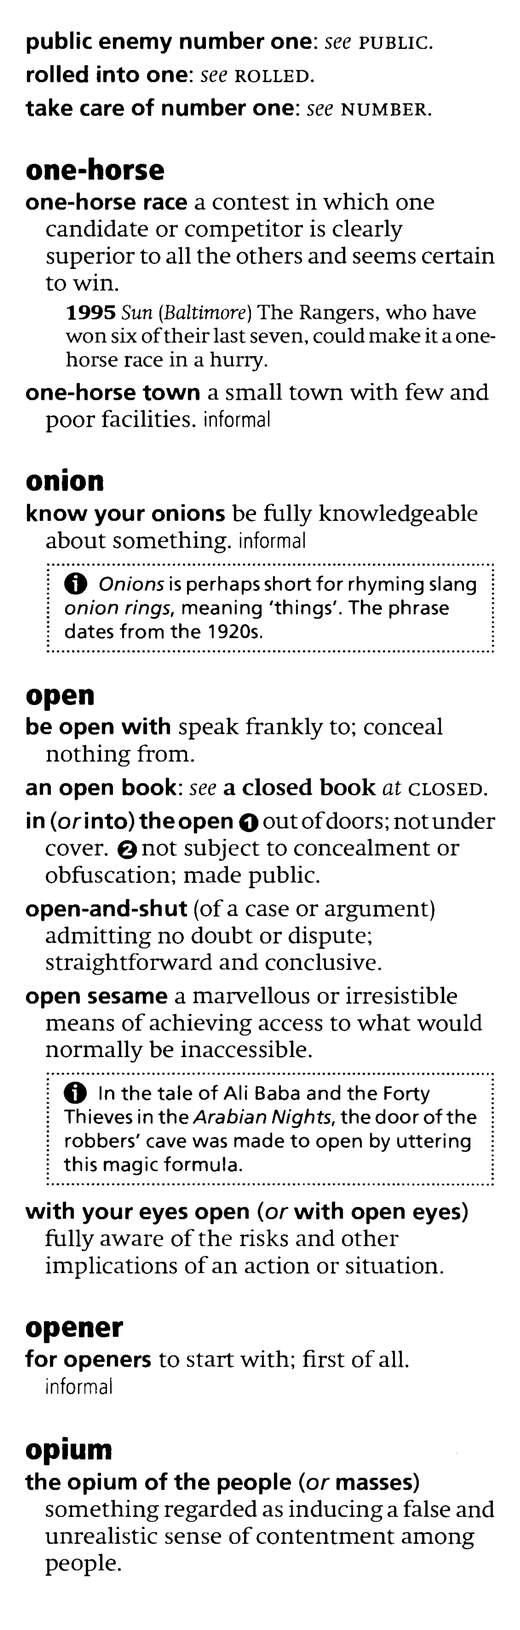 public enemy number one: see PUBLIC.
rolled into one: see ROLLED.
take care of number one: see NUMBER.
one-horse
one-horse race a contest in which one
candidate or competitor is clearly
superior to all the others and seems certain
to win.
1995 Sun (Baltimore) The Rangers, who have
won six of their last seven, could make it a one-
horse race in a hurry.
one-horse town a small town with few and
poor facilities. informal
onion
know your onions be fully knowledgeable
about something. informal
Onions is perhaps short for rhyming slang
onion rings, meaning 'things'. The phrase
dates from the 1920s.
open
be open with speak frankly to; conceal
nothing from.
an open book: see a closed book at CLOSED.
in (or into) the open ❶ out of doors; not under
cover. ❷ not subject to concealment or
obfuscation; made public.
open-and-shut (of a case or argument)
admitting no doubt or dispute;
straightforward and conclusive.
open sesame a marvellous or irresistible
means of achieving access to what would
normally be inaccessible.
In the tale of Ali Baba and the Forty
Thieves in the Arabian Nights, the door of the
robbers' cave was made to open by uttering
this magic formula.
with your eyes open (or with open eyes)
fully aware of the risks and other
implications of an action or situation.
opener
for openers to start with; first of all.
informal
opium
the opium of the people (or masses)
something regarded as inducing a false and
unrealistic sense of contentment among
people.